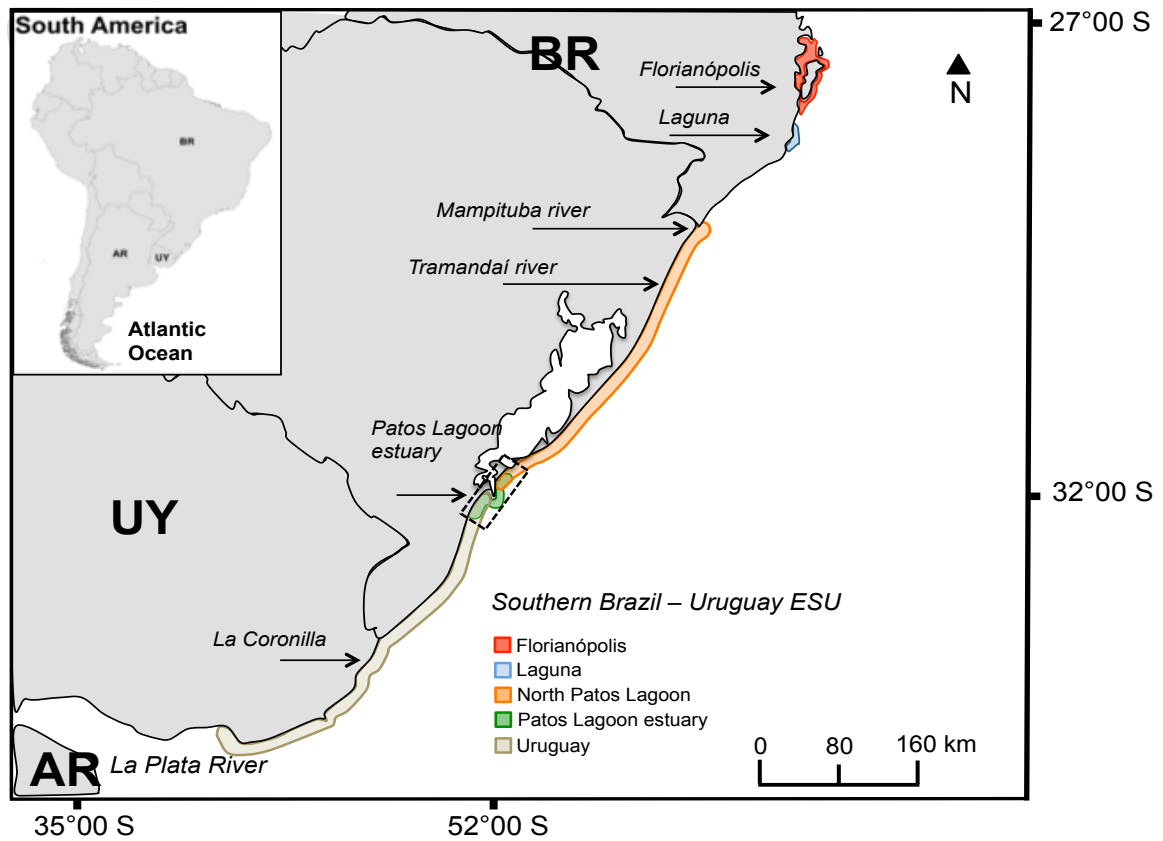 South America
BR
AR
UY
Atlantic
Ocean
BR
27°00 S
Florianópolis
N
Laguna
Mampituba river
Tramandaí river
Patos Lagoon
estuary
32°00 S
UY
Southern Brazil – Uruguay ESU
La Coronilla
Florianópolis
Laguna
North Patos Lagoon
Patos Lagoon estuary
Uruguay
0 80 160 km
AR La Plata River
35°00 S 52°00 S